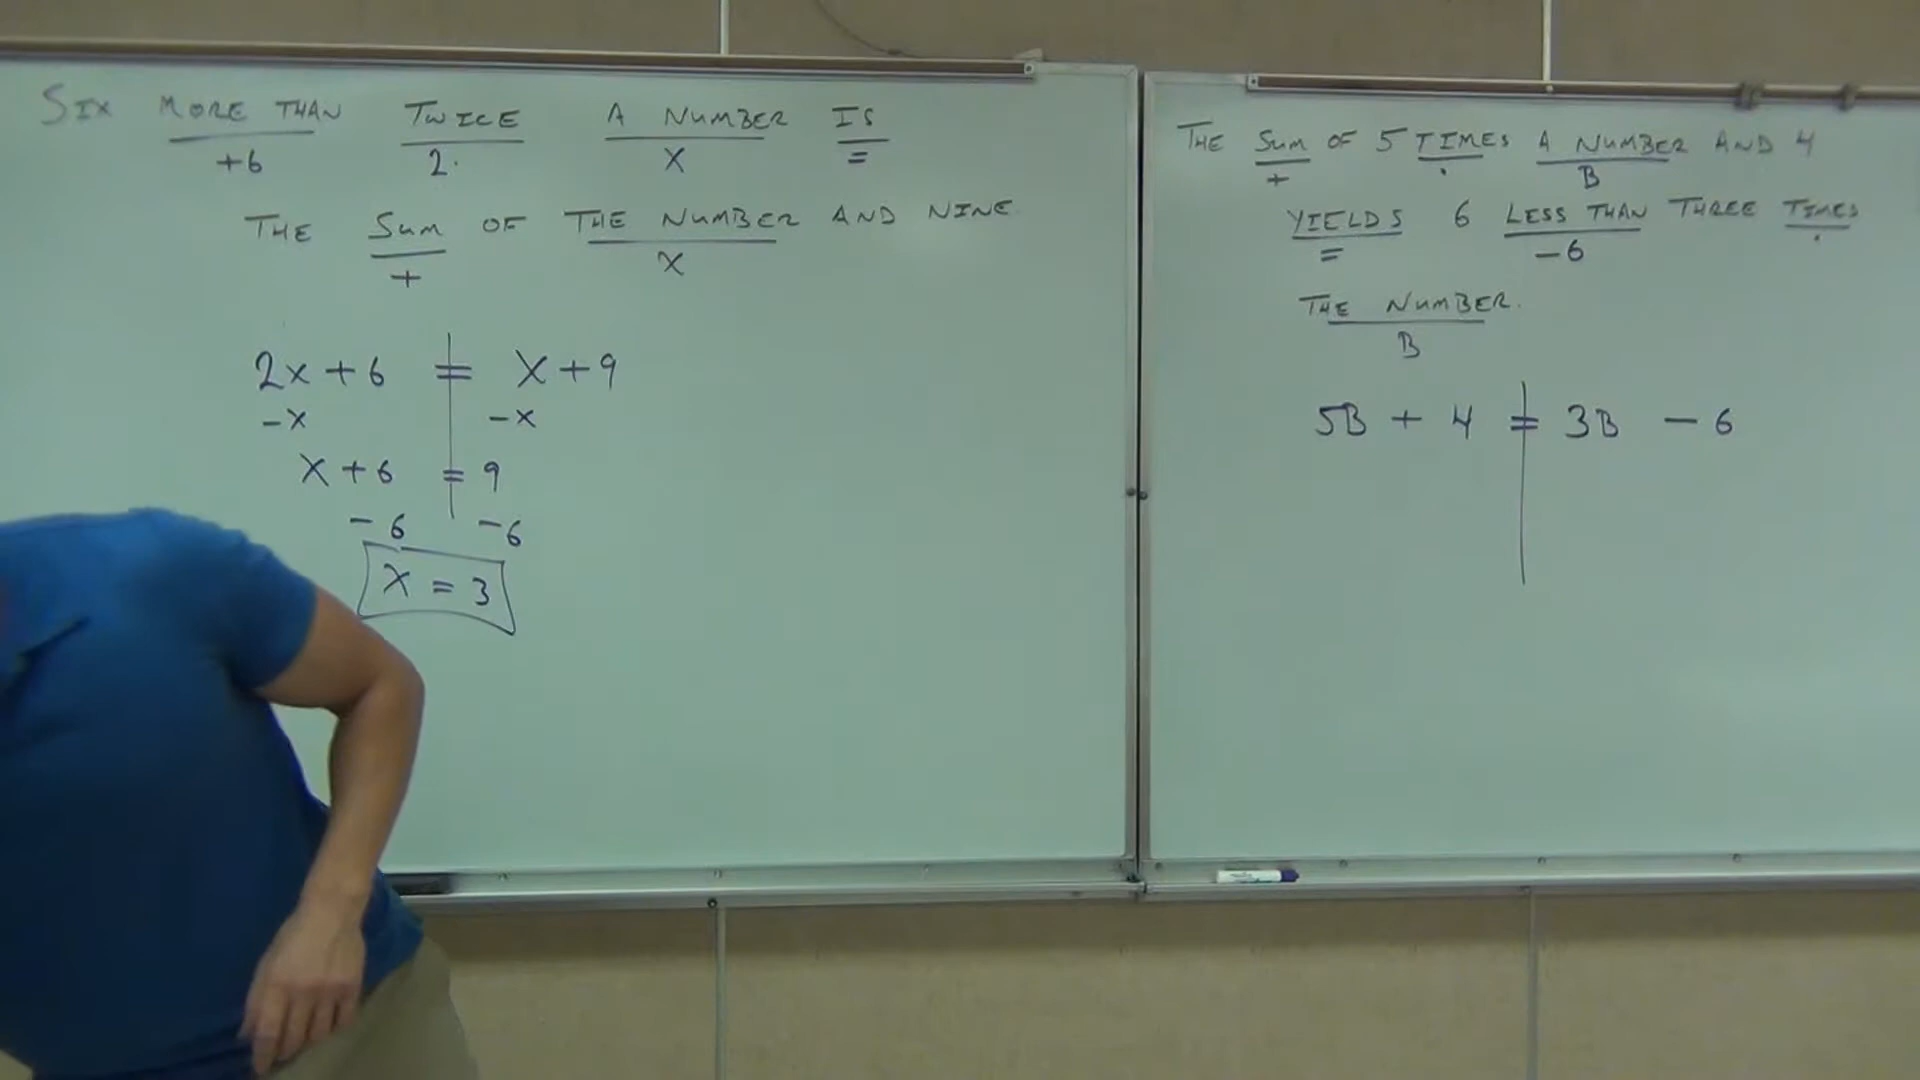 SIX MORE THAN TWICE A NUMBER IS
+6 2· X =
THE SUM OF THE NUMBER AND NINE
+ X
2X + 6 = X + 9
-X -X
X + 6 = 9
- 6 - 6
X = 3
THE SUM OF 5 TIMES A NUMBER AND 4
+ · B
YIELDS 6 LESS THAN THREE TIMES
= - 6 ·
THE NUMBER.
B
5B + 4 = 3B - 6